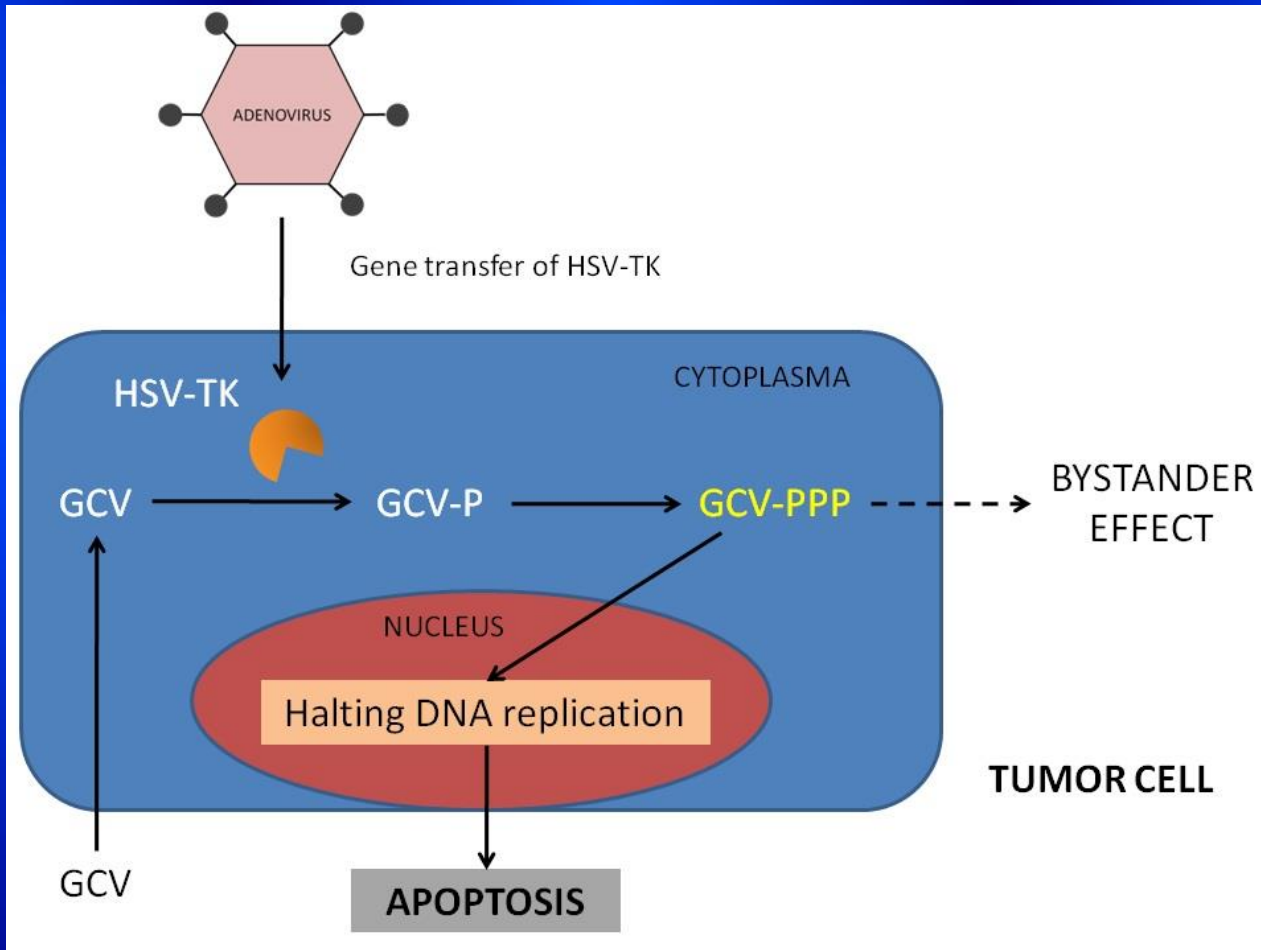 ADENOVIRUS
Gene transfer of HSV-TK
CYTOPLASMA
HSV-TK
GCV
GCV-P
GCV-PPP
BYSTANDER
EFFECT
NUCLEUS
Halting DNA replication
TUMOR CELL
GCV
APOPTOSIS